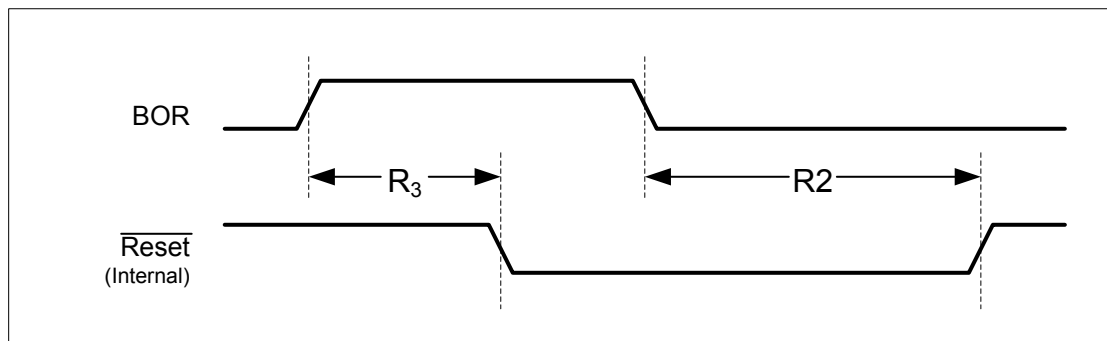 BOR
R₃
R2
Reset
(Internal)